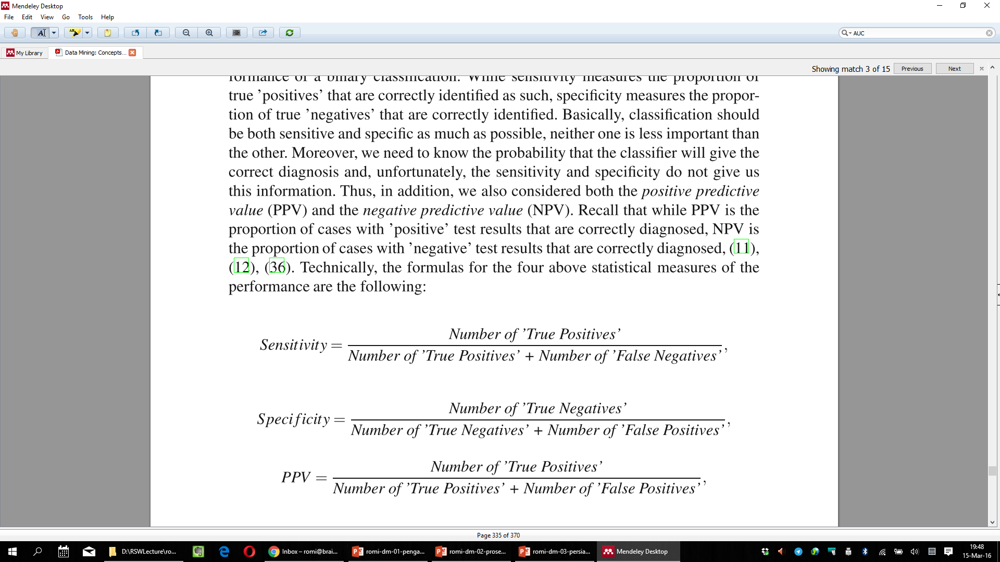 Mendeley Desktop
File Edit View Go Tools Help
AUC
My Library Data Mining: Concepts...
Showing match 3 of 15 Previous Next
formance of a binary classification. While sensitivity measures the proportion of
true ’positives’ that are correctly identified as such, specificity measures the propor-
tion of true ’negatives’ that are correctly identified. Basically, classification should
be both sensitive and specific as much as possible, neither one is less important than
the other. Moreover, we need to know the probability that the classifier will give the
correct diagnosis and, unfortunately, the sensitivity and specificity do not give us
this information. Thus, in addition, we also considered both the positive predictive
value (PPV) and the negative predictive value (NPV). Recall that while PPV is the
proportion of cases with ’positive’ test results that are correctly diagnosed, NPV is
the proportion of cases with ’negative’ test results that are correctly diagnosed, (11),
(12), (36). Technically, the formulas for the four above statistical measures of the
performance are the following:
Number of ’True Positives’
Sensitivity =
Number of ’True Positives’ + Number of ’False Negatives’,
Number of ’True Negatives’
Specificity =
Number of ’True Negatives’ + Number of ’False Positives’,
Number of ’True Positives’
PPV =
Number of ’True Positives’ + Number of ’False Positives’,
Page 335 of 370
D:\RSWLecture\ro... Inbox – romi@brai... romi-dm-01-penga... romi-dm-02-prose... romi-dm-03-persia... Mendeley Desktop
19:48
15-Mar-16